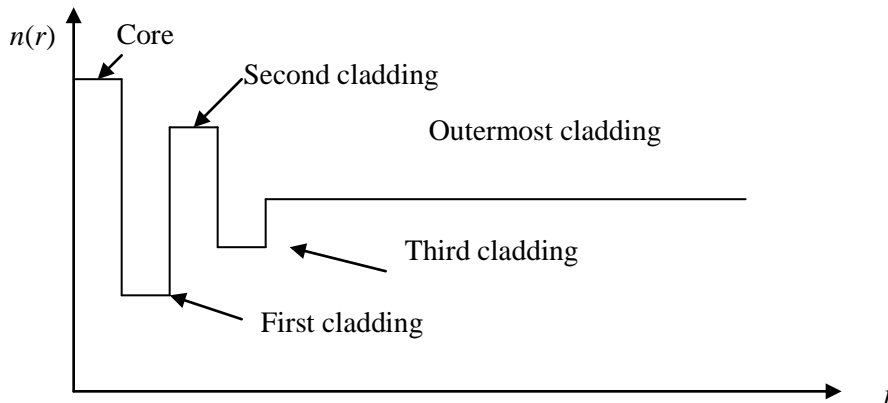 n(r)
Core
Second cladding
Outermost cladding
Third cladding
First cladding